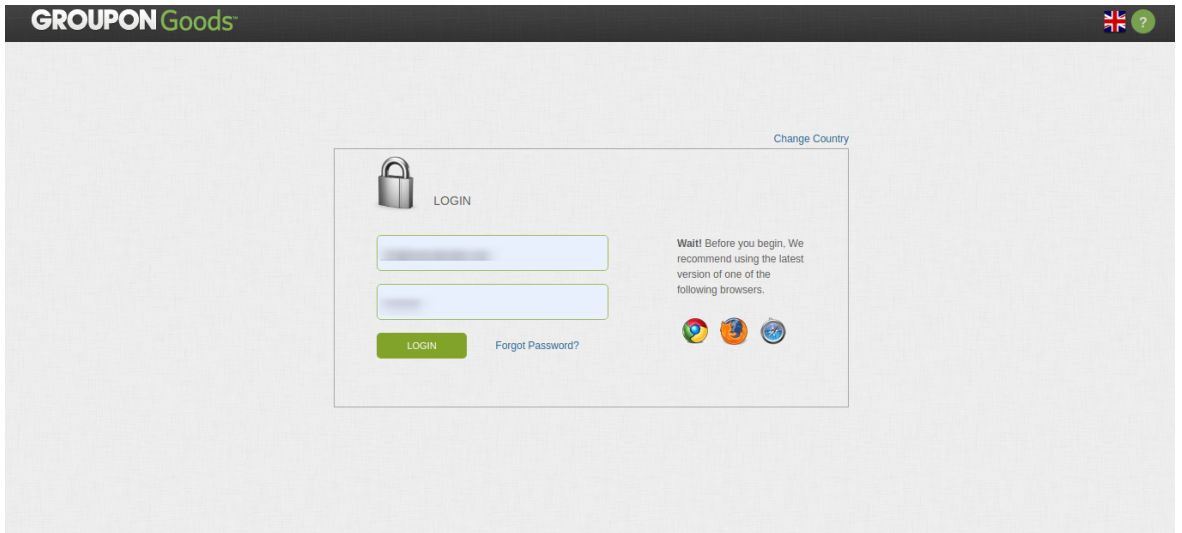 GROUPON Goods™
?
Change Country
LOGIN
Wait! Before you begin, We
recommend using the latest
version of one of the
following browsers.
LOGIN
Forgot Password?